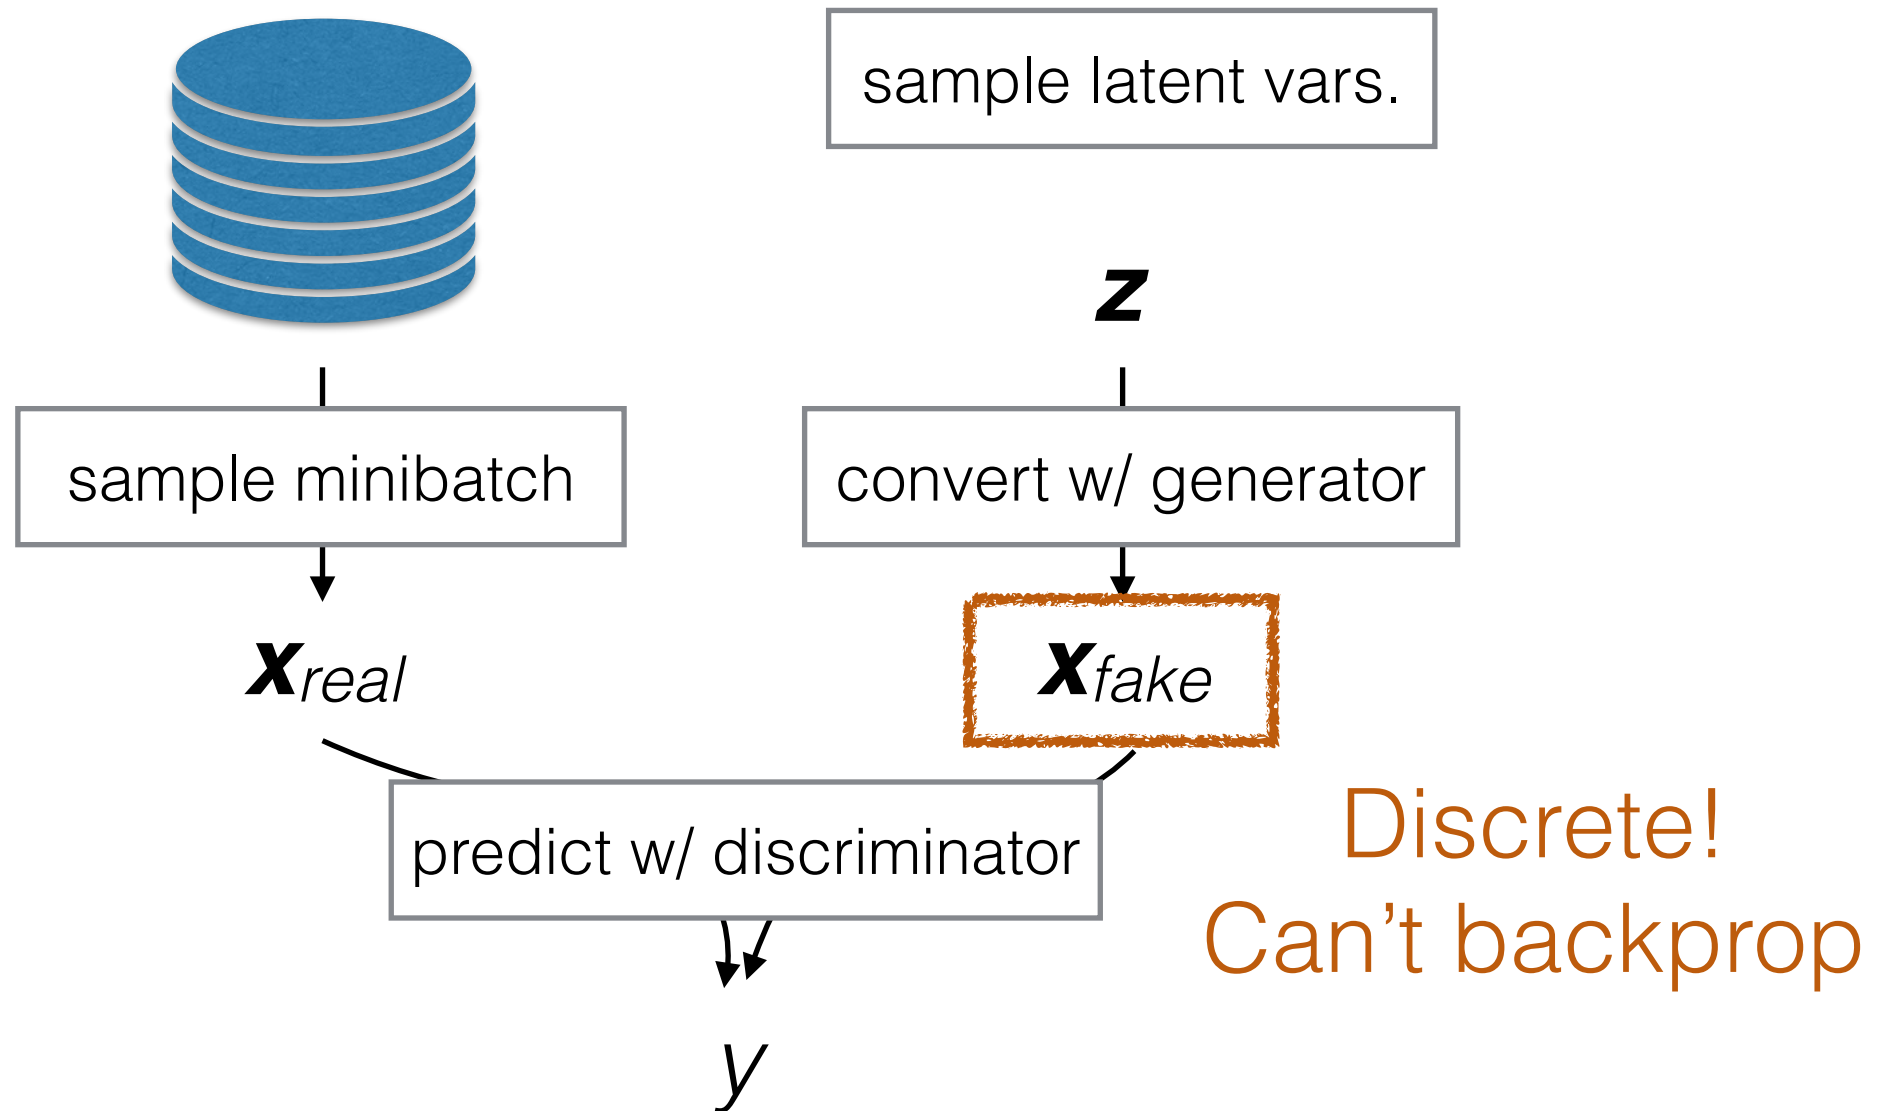 sample latent vars.
z
sample minibatch
convert w/ generator
xreal
xfake
predict w/ discriminator
Discrete!
Can’t backprop
y